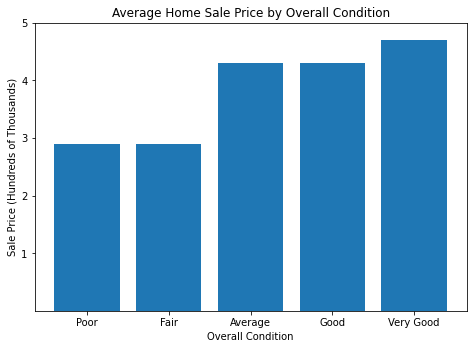 Average Home Sale Price by Overall Condition
Sale Price (Hundreds of Thousands)
5
4
3
2
1
Poor Fair Average Good Very Good
Overall Condition